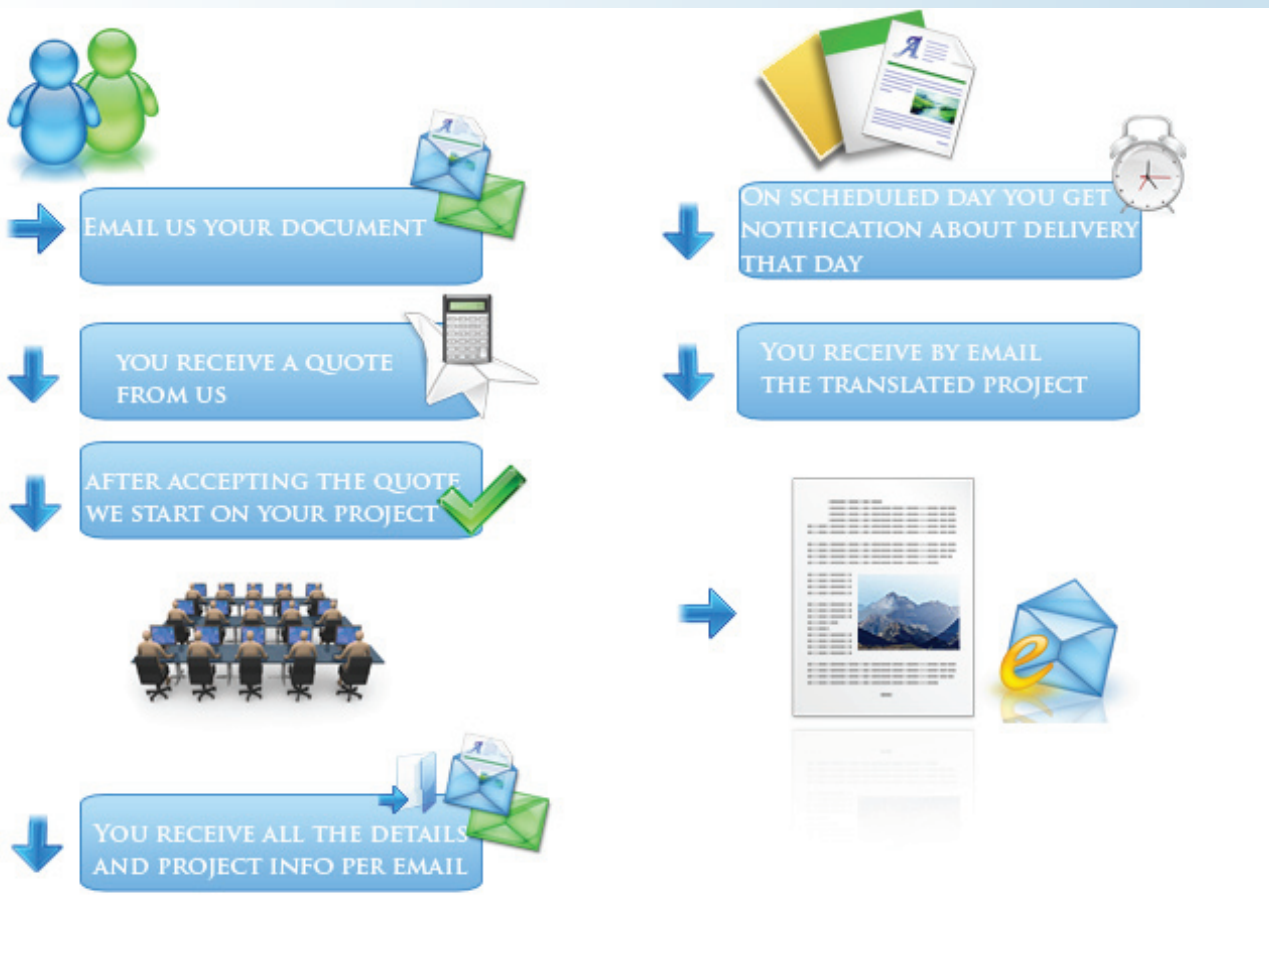 Email us your document
you receive a quote
from us
after accepting the quote
we start on your project
You receive all the details
and project info per email
On scheduled day you get
notification about delivery
that day
You receive by email
the translated project